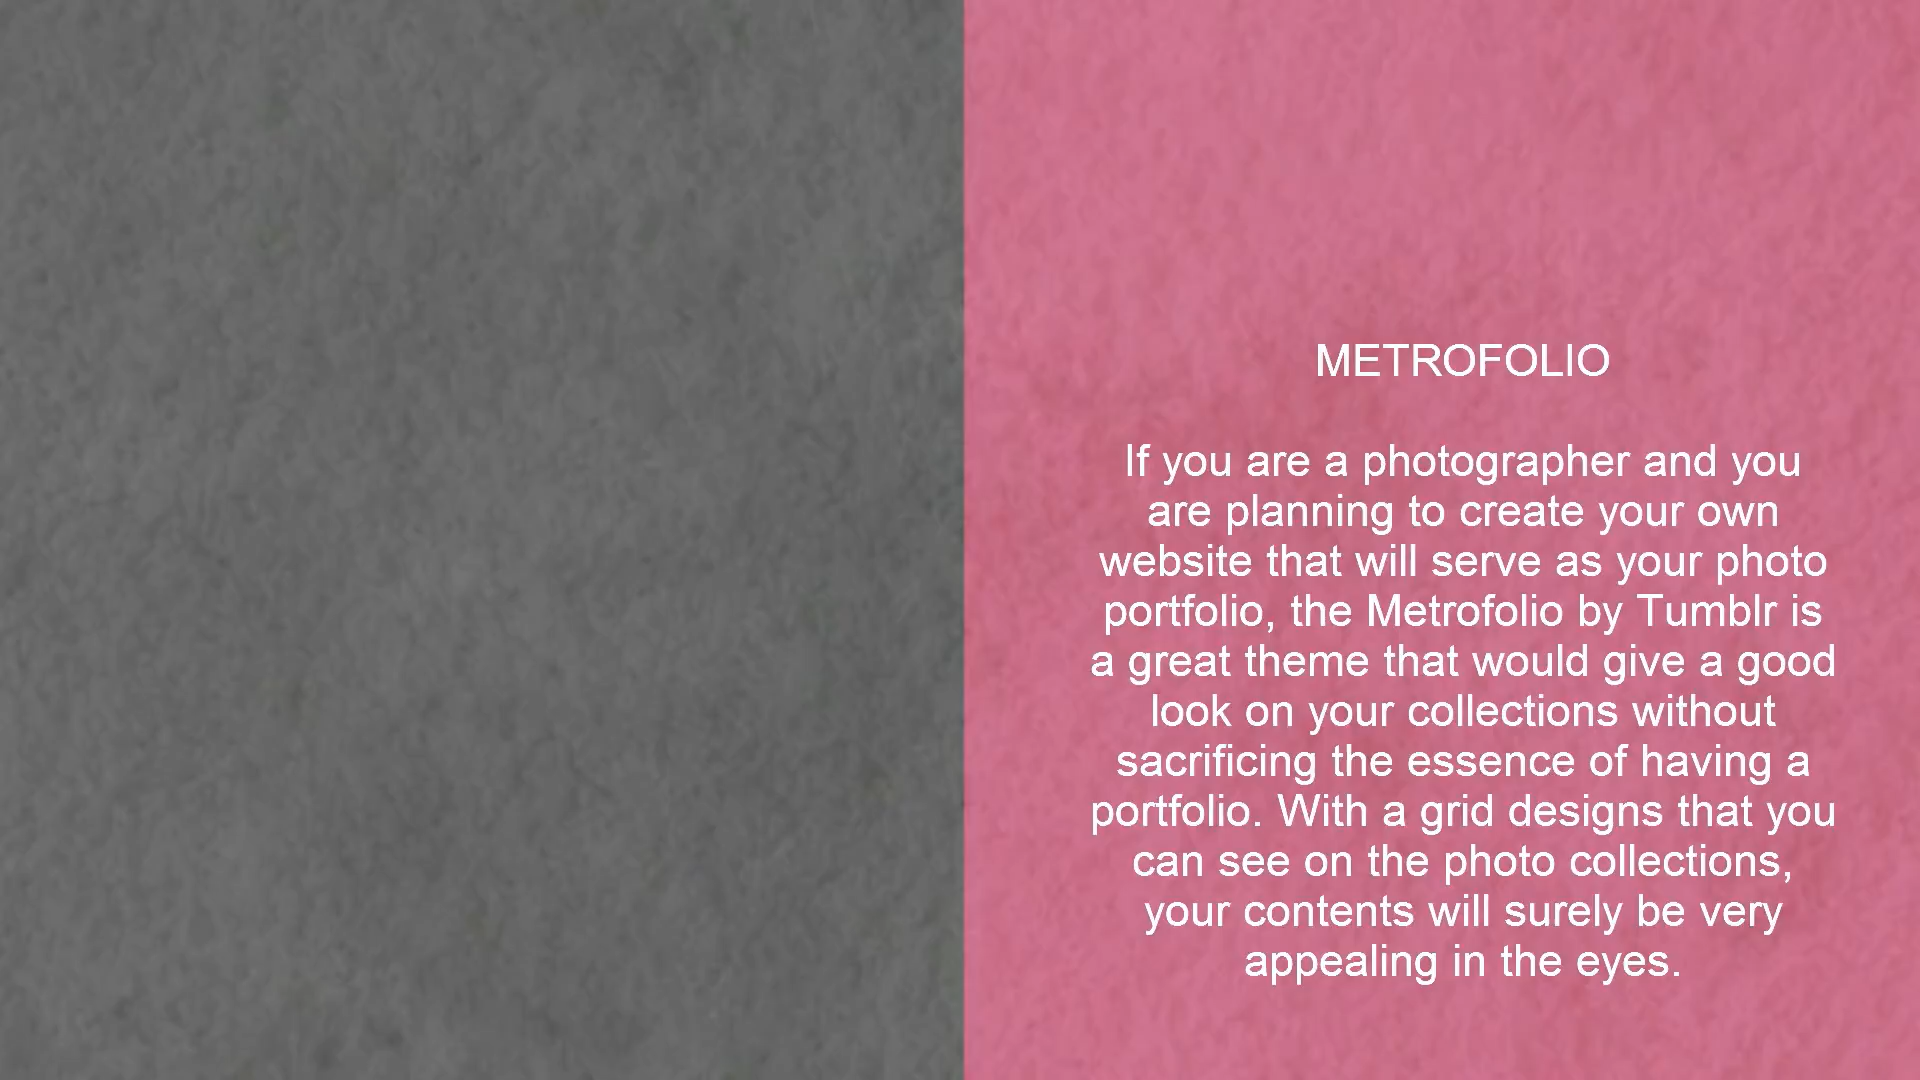 METROFOLIO
If you are a photographer and you
are planning to create your own
website that will serve as your photo
portfolio, the Metrofolio by Tumblr is
a great theme that would give a good
look on your collections without
sacrificing the essence of having a
portfolio. With a grid designs that you
can see on the photo collections,
your contents will surely be very
appealing in the eyes.